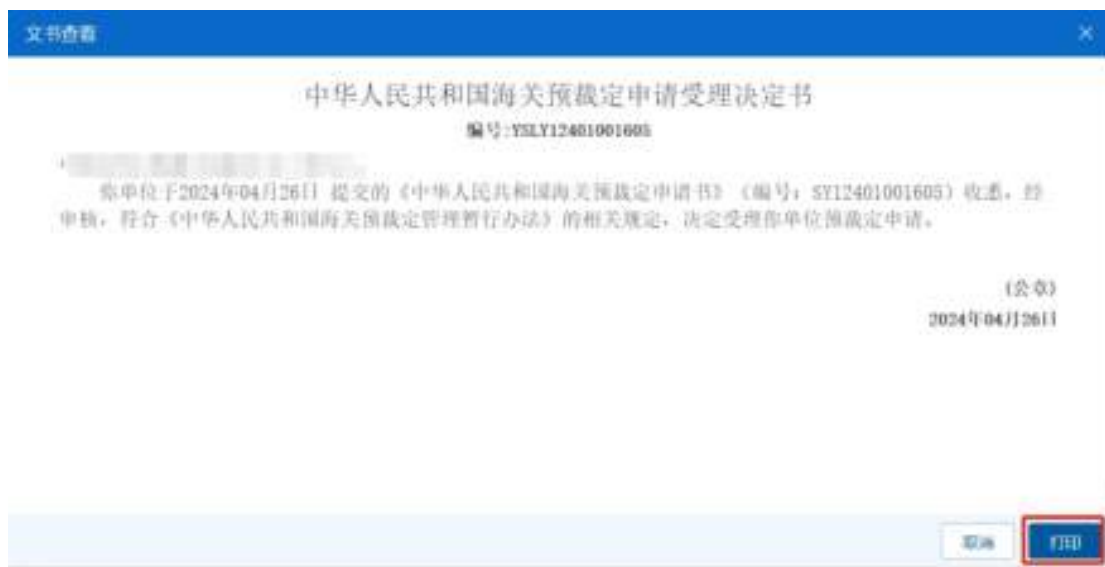 文书查看
中华人民共和国海关预裁定申请受理决定书
编号:YSLY12401001605
你单位于2024年04月26日 提交的《中华人民共和国海关预裁定申请书》（编号：SY12401001605）收悉。经
审核，符合《中华人民共和国海关预裁定管理暂行办法》的相关规定，决定受理你单位预裁定申请。
(公章)
2024年04月26日
取消
打印